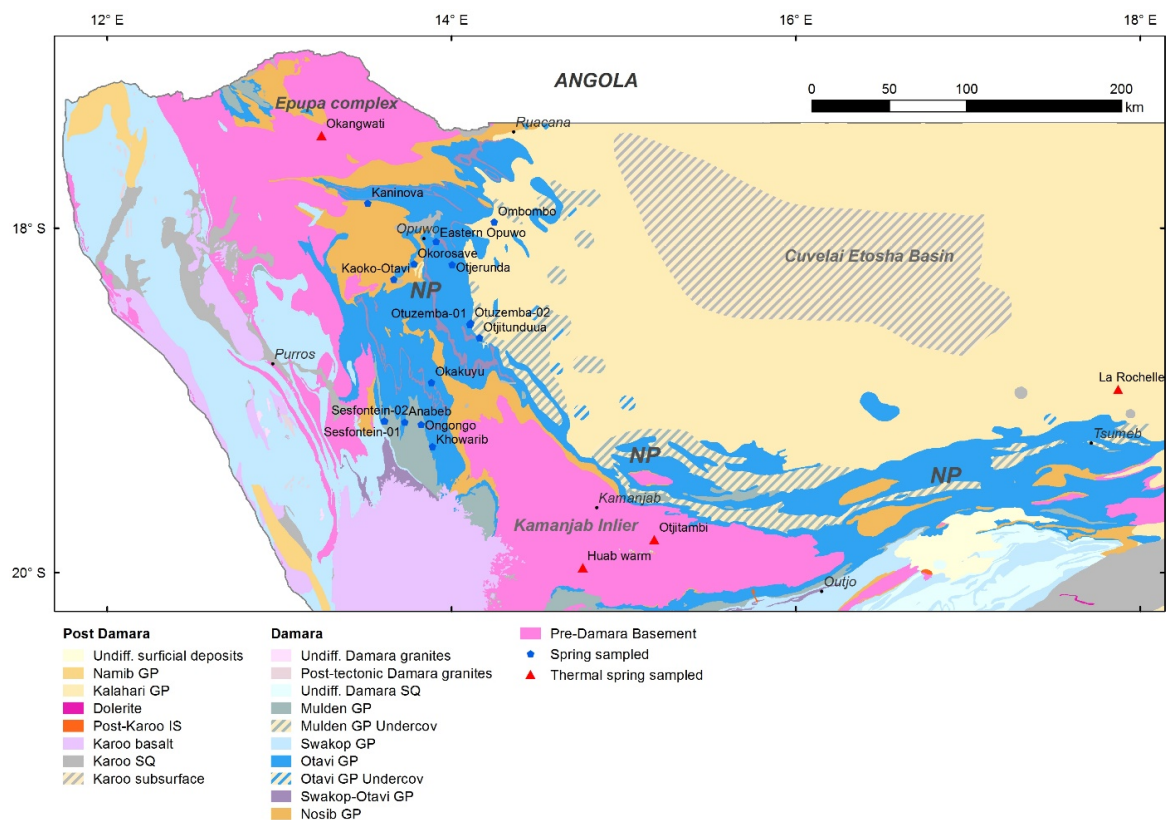 12° E
14° E
16° E
18° E
ANGOLA
0
50
100
200
km
Epupa complex
Okangwati
Ruacana
18° S
Kaninova
Ombombo
Opuwo
Eastern Opuwo
Okorosave
Kaoko-Otavi
Otjerunda
Cuvelai Etosha Basin
NP
Otuzemba-01
Otuzemba-02
Otjitunduua
Purros
Okakuyu
La Rochelle
Sesfontein-02
Anabeb
Sesfontein-01
Ongongo
Khowarib
Tsumeb
NP
NP
Kamanjab
Kamanjab Inlier
Otjitambi
Huab warm
20° S
Outjo
Post Damara
Undiff. surficial deposits
Namib GP
Kalahari GP
Dolerite
Post-Karoo IS
Karoo basalt
Karoo SQ
Karoo subsurface
Damara
Undiff. Damara granites
Post-tectonic Damara granites
Undiff. Damara SQ
Mulden GP
Mulden GP Undercov
Swakop GP
Otavi GP
Otavi GP Undercov
Swakop-Otavi GP
Nosib GP
Pre-Damara Basement
Spring sampled
Thermal spring sampled